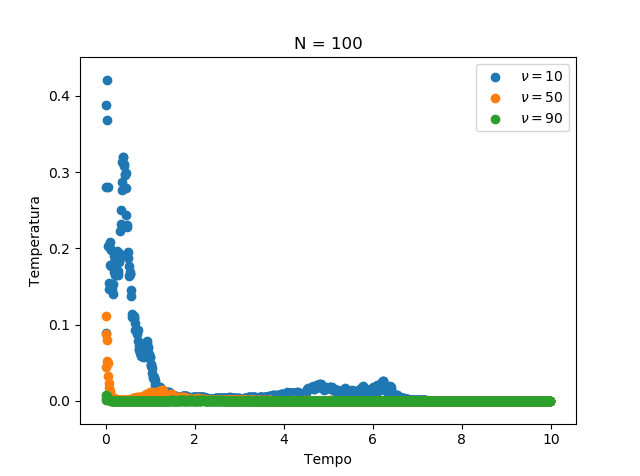 N = 100
ν = 10
ν = 50
ν = 90
Temperatura
0.4
0.3
0.2
0.1
0.0
0 2 4 6 8 10
Tempo